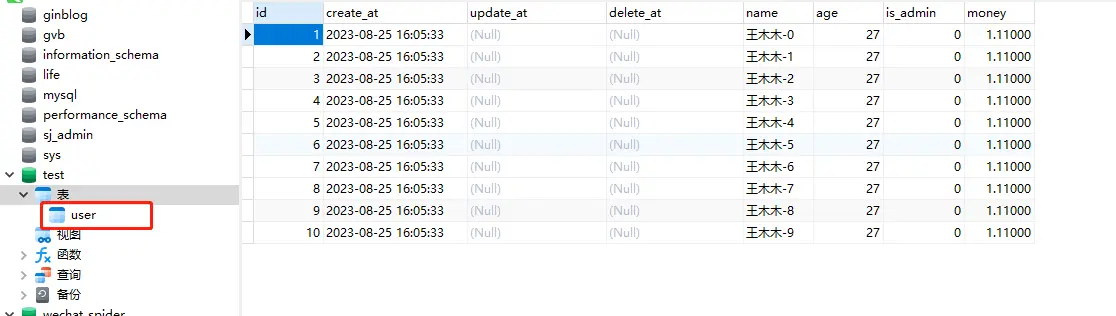 ginblog
gvb
information_schema
life
mysql
performance_schema
sj_admin
sys
test
表
user
视图
函数
查询
备份
wechat_spider
id create_at update_at delete_at name age is_admin money
1 2023-08-25 16:05:33 (Null) (Null) 王木木-0 27 0 1.11000
2 2023-08-25 16:05:33 (Null) (Null) 王木木-1 27 0 1.11000
3 2023-08-25 16:05:33 (Null) (Null) 王木木-2 27 0 1.11000
4 2023-08-25 16:05:33 (Null) (Null) 王木木-3 27 0 1.11000
5 2023-08-25 16:05:33 (Null) (Null) 王木木-4 27 0 1.11000
6 2023-08-25 16:05:33 (Null) (Null) 王木木-5 27 0 1.11000
7 2023-08-25 16:05:33 (Null) (Null) 王木木-6 27 0 1.11000
8 2023-08-25 16:05:33 (Null) (Null) 王木木-7 27 0 1.11000
9 2023-08-25 16:05:33 (Null) (Null) 王木木-8 27 0 1.11000
10 2023-08-25 16:05:33 (Null) (Null) 王木木-9 27 0 1.11000